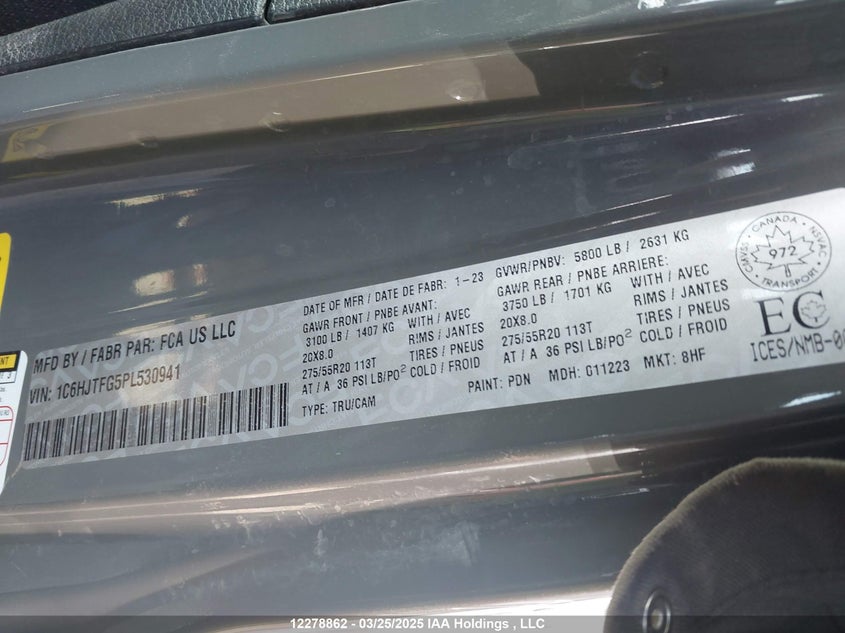 MFD BY / FABR PAR: FCA US LLC
VIN: 1C6HJTFG5PL530941
DATE OF MFR / DATE DE FABR: 1-23
GAWR FRONT / PNBE AVANT:
3100 LB / 1407 KG WITH / AVEC
20X8.0 RIMS / JANTES
275/55R20 113T TIRES / PNEUS
AT / A 36 PSI LB/PO² COLD / FROID
TYPE: TRU/CAM
GVWR/PNBV: 5800 LB / 2631 KG
GAWR REAR / PNBE ARRIERE:
3750 LB / 1701 KG WITH / AVEC
20X8.0 RIMS / JANTES
275/55R20 113T TIRES / PNEUS
AT / A 36 PSI LB/PO² COLD / FROID
PAINT: PDN MDH: 011223 MKT: 8HF
CANADA
CMVSS NSVAC
972
TRANSPORT
EC
ICES/NMB-00
12278862 - 03/25/2025 IAA Holdings, LLC